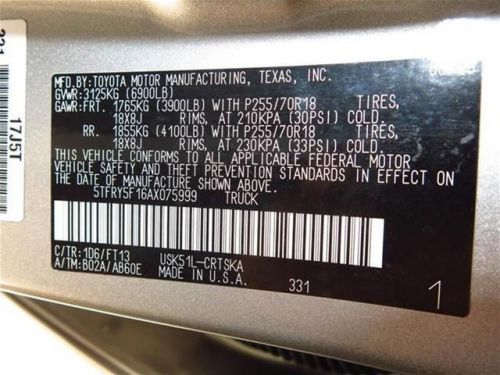 MFD. BY: TOYOTA MOTOR MANUFACTURING, TEXAS, INC.
GVWR: 3125KG (6900LB)
GAWR: FRT. 1765KG (3900LB) WITH P255/70R18 TIRES,
18X8J RIMS, AT 210KPA (30PSI) COLD.
RR. 1855KG (4100LB) WITH P255/70R18 TIRES,
18X8J RIMS, AT 230KPA (33PSI) COLD.
THIS VEHICLE CONFORMS TO ALL APPLICABLE FEDERAL MOTOR
VEHICLE SAFETY AND THEFT PREVENTION STANDARDS IN EFFECT ON
THE DATE OF MANUFACTURE SHOWN ABOVE.
5TFRY5F16AX075999 TRUCK
C/TR: 1D6/FT13 USK51L-CRTSKA
A/TM: B02A/AB60E MADE IN U.S.A. 331
1
17J5T